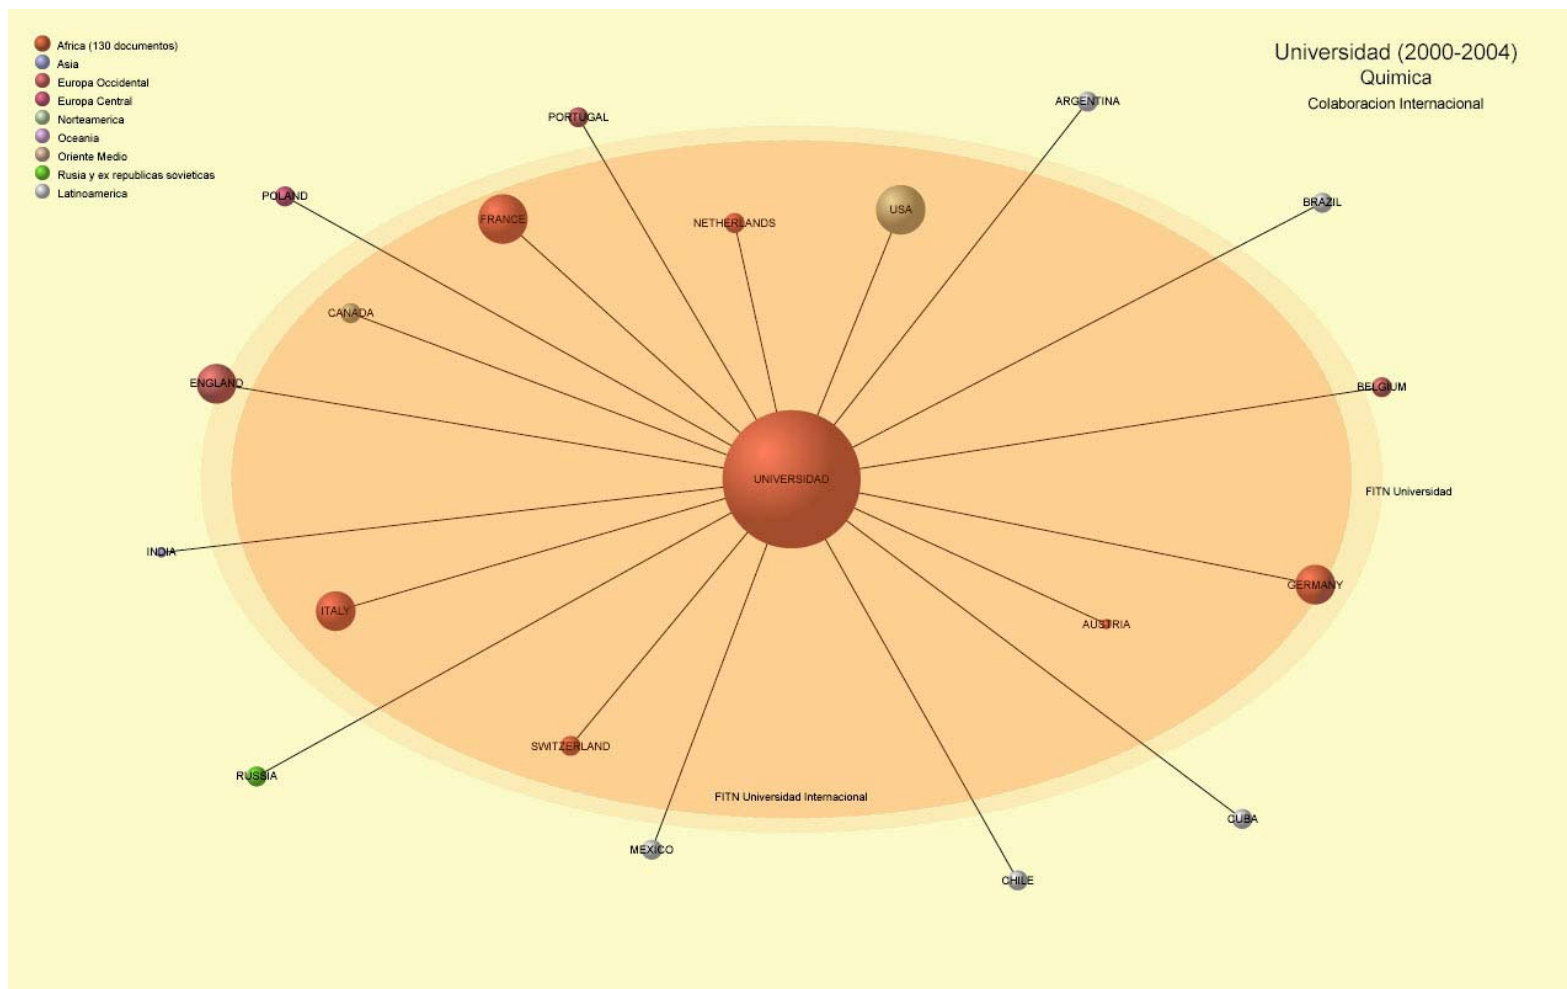 Africa (130 documentos)
Asia
Europa Occidental
Europa Central
Norteamerica
Oceania
Oriente Medio
Rusia y ex republicas sovieticas
Latinoamerica
Universidad (2000-2004)
Quimica
Colaboracion Internacional
ARGENTINA
PORTUGAL
POLAND
BRAZIL
USA
FRANCE
NETHERLANDS
CANADA
ENGLAND
BELGIUM
UNIVERSIDAD
FITN Universidad
INDIA
GERMANY
ITALY
AUSTRIA
SWITZERLAND
RUSSIA
FITN Universidad Internacional
CUBA
MEXICO
CHILE